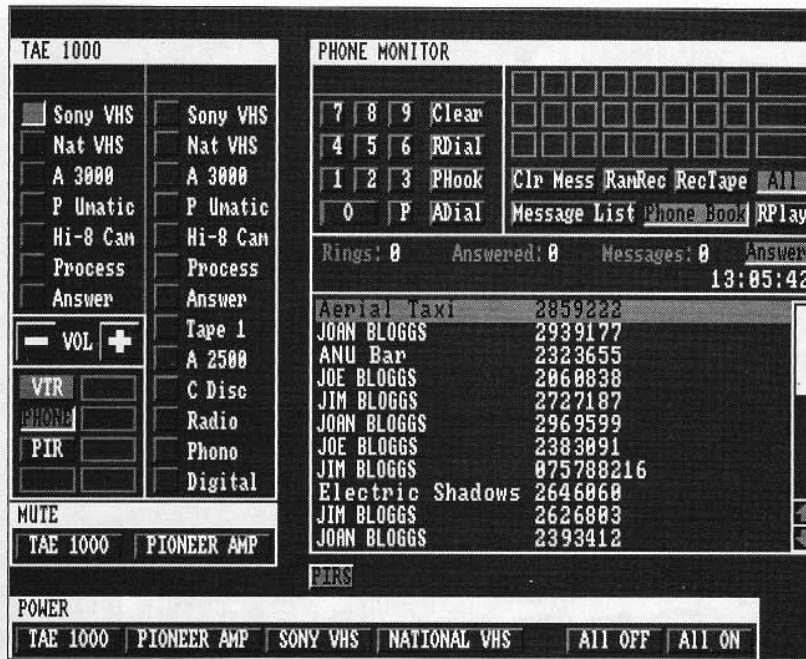 TAE 1000
Sony VHS
Nat VHS
A 3000
P Umatic
Hi-8 Cam
Process
Answer
Sony VHS
Nat VHS
A 3000
P Umatic
Hi-8 Cam
Process
Answer
Tape 1
A 2500
C Disc
Radio
Phono
Digital
VOL
VTR
PHONE
PIR
MUTE
TAE 1000 PIONEER AMP
PHONE MONITOR
7 8 9 Clear
4 5 6 RDial
1 2 3 PHook
0 P ADial
Clr Mess RamRec RecTape All
Message List Phone Book RPlay
Rings: 0 Answered: 0 Messages: 0 Answer
13:05:42
Aerial Taxi 2859222
JOAN BLOGGS 2939177
ANU Bar 2323655
JOE BLOGGS 2060838
JIM BLOGGS 2727187
JOAN BLOGGS 2969599
JOE BLOGGS 2383091
JIM BLOGGS 075788216
Electric Shadows 2646060
JIM BLOGGS 2626803
JOAN BLOGGS 2393412
PIRS
POWER
TAE 1000 PIONEER AMP SONY VHS NATIONAL VHS All OFF All ON